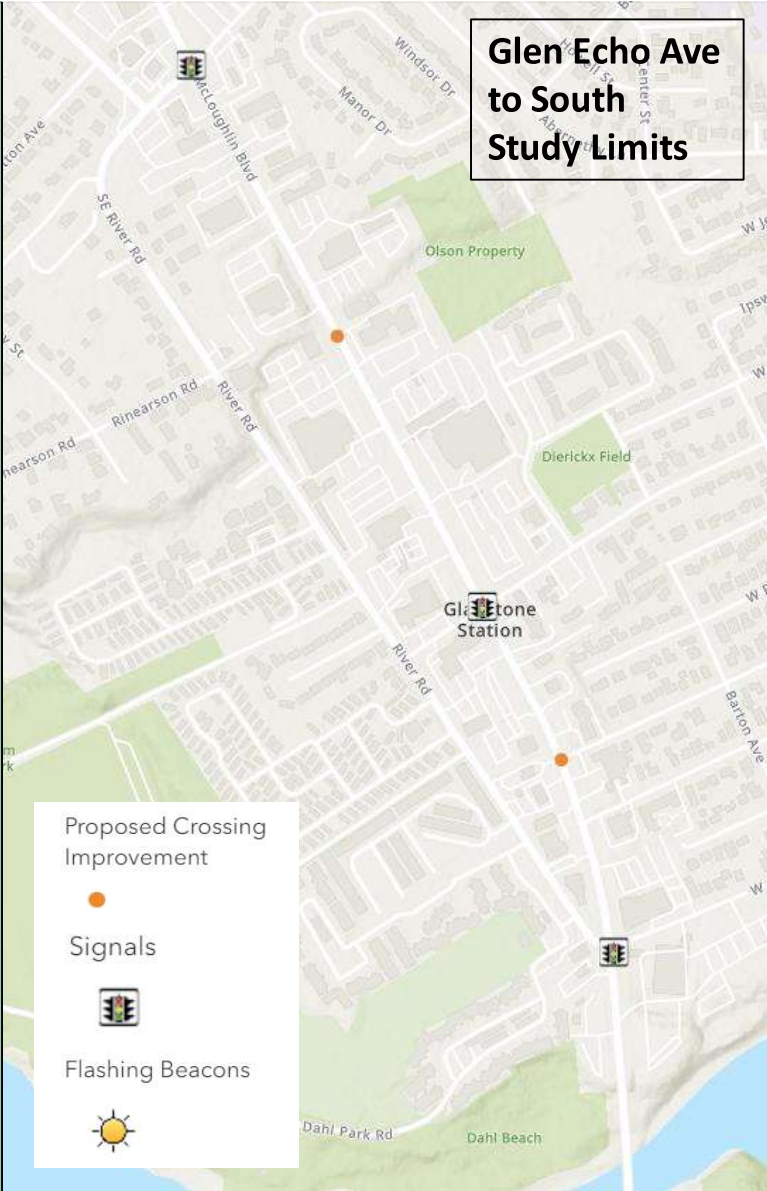 Glen Echo Ave
to South
Study Limits
Windsor Dr
Manor Dr
McLoughlin Blvd
SE River Rd
Olson Property
Rinearson Rd
River Rd
Dierickx Field
Station
River Rd
Barton Ave
Proposed Crossing
Improvement
Signals
Flashing Beacons
Dahl Park Rd
Dahl Beach